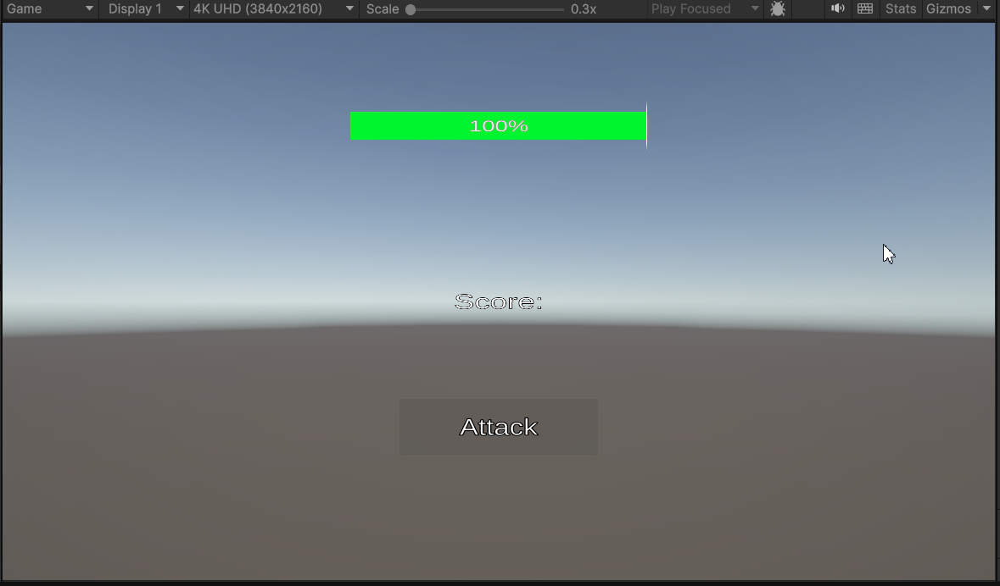 Game Display 1 4K UHD (3840x2160) Scale 0.3x Play Focused Stats Gizmos
100%
Score:
Attack